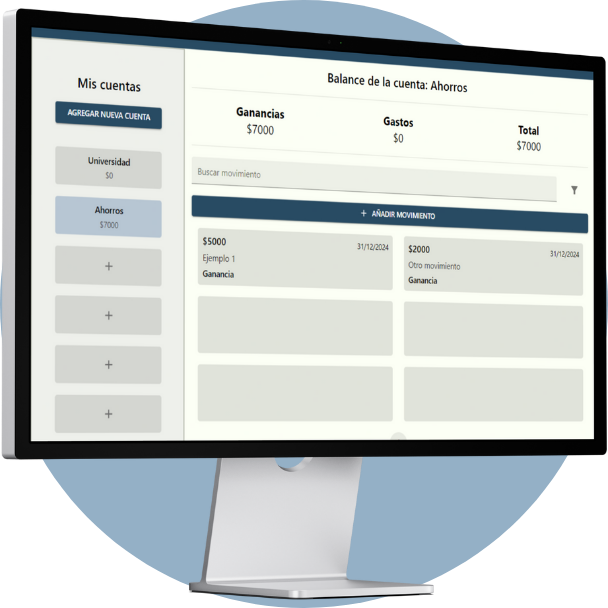 Mis cuentas
AGREGAR NUEVA CUENTA
Universidad
$0
Ahorros
$7000
+
+
+
+
Balance de la cuenta: Ahorros
Ganancias
$7000
Gastos
$0
Total
$7000
Buscar movimiento
+ AÑADIR MOVIMIENTO
$5000
31/12/2024
Ejemplo 1
Ganancia
$2000
31/12/2024
Otro movimiento
Ganancia